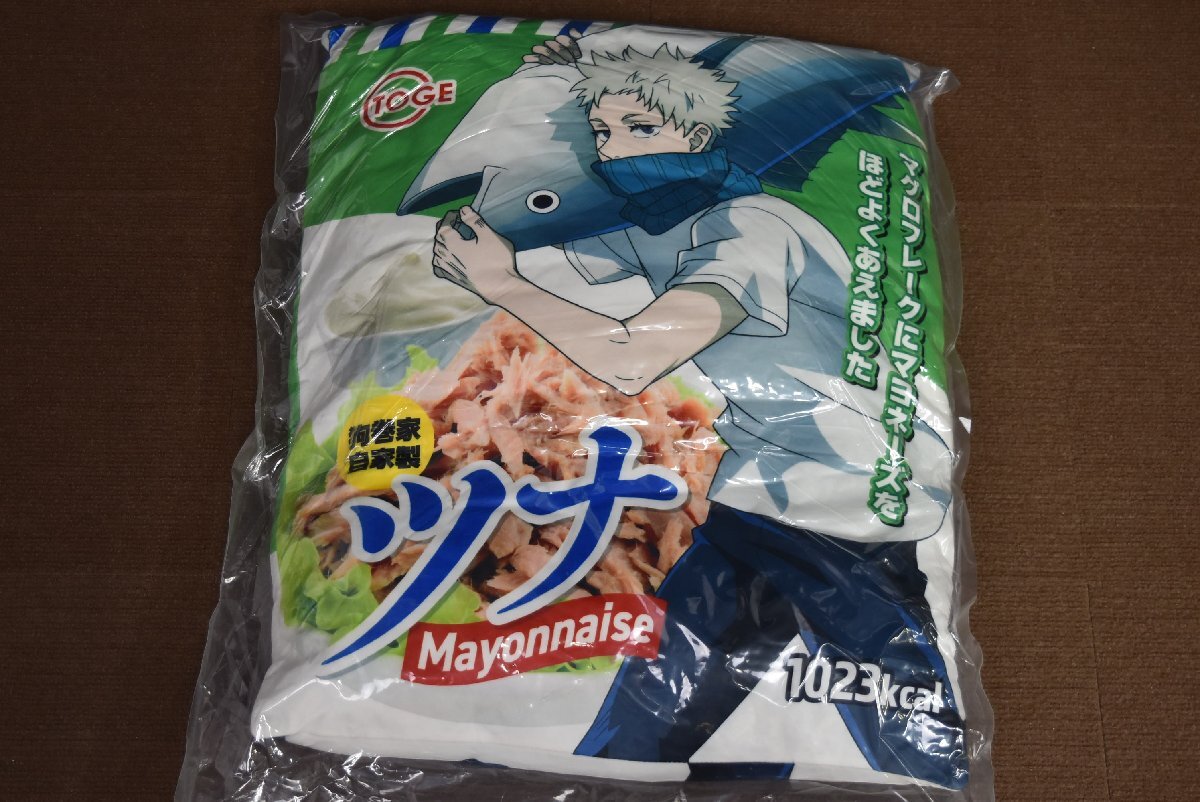 TOGE
マグロフレークにマヨネーズを
ほどよくあえました
狗巻家
自家製
ツナ
Mayonnaise
1023kcal